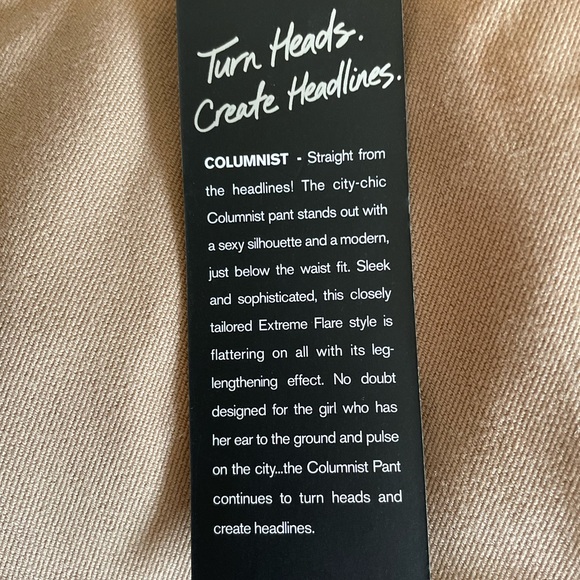 Turn Heads.
Create Headlines.
COLUMNIST - Straight from
the headlines! The city-chic
Columnist pant stands out with
a sexy silhouette and a modern,
just below the waist fit. Sleek
and sophisticated, this closely
tailored Extreme Flare style is
flattering on all with its leg-
lengthening effect. No doubt
designed for the girl who has
her ear to the ground and pulse
on the city...the Columnist Pant
continues to turn heads and
create headlines.